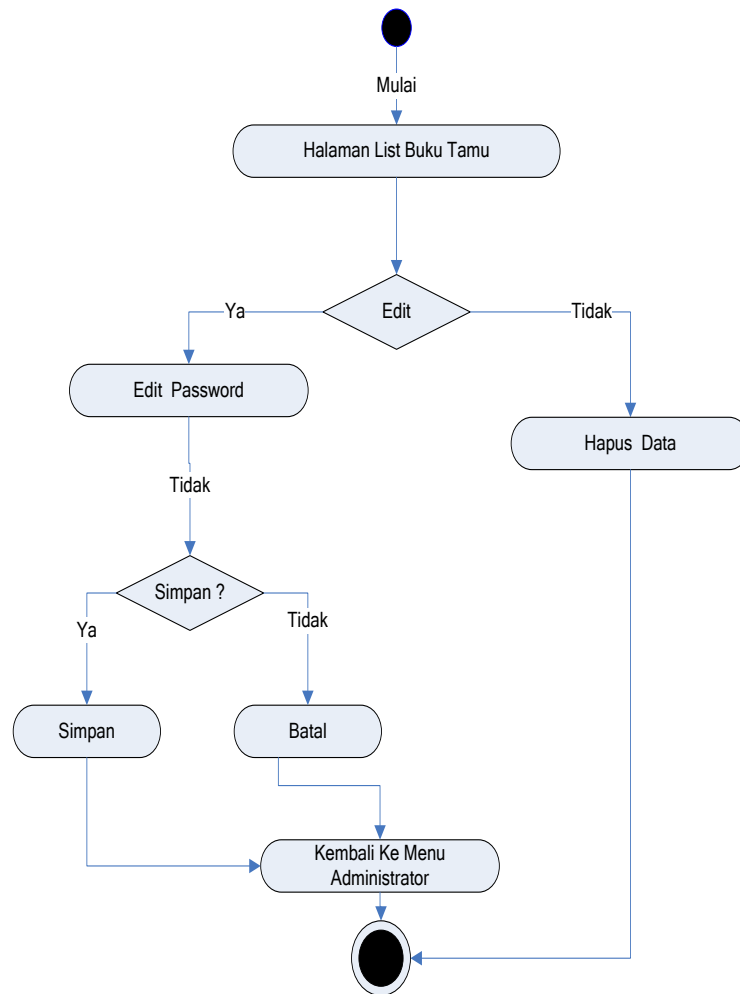 Mulai
Halaman List Buku Tamu
Edit
Ya
Tidak
Edit Password
Hapus Data
Tidak
Simpan ?
Ya
Tidak
Simpan
Batal
Kembali Ke Menu
Administrator